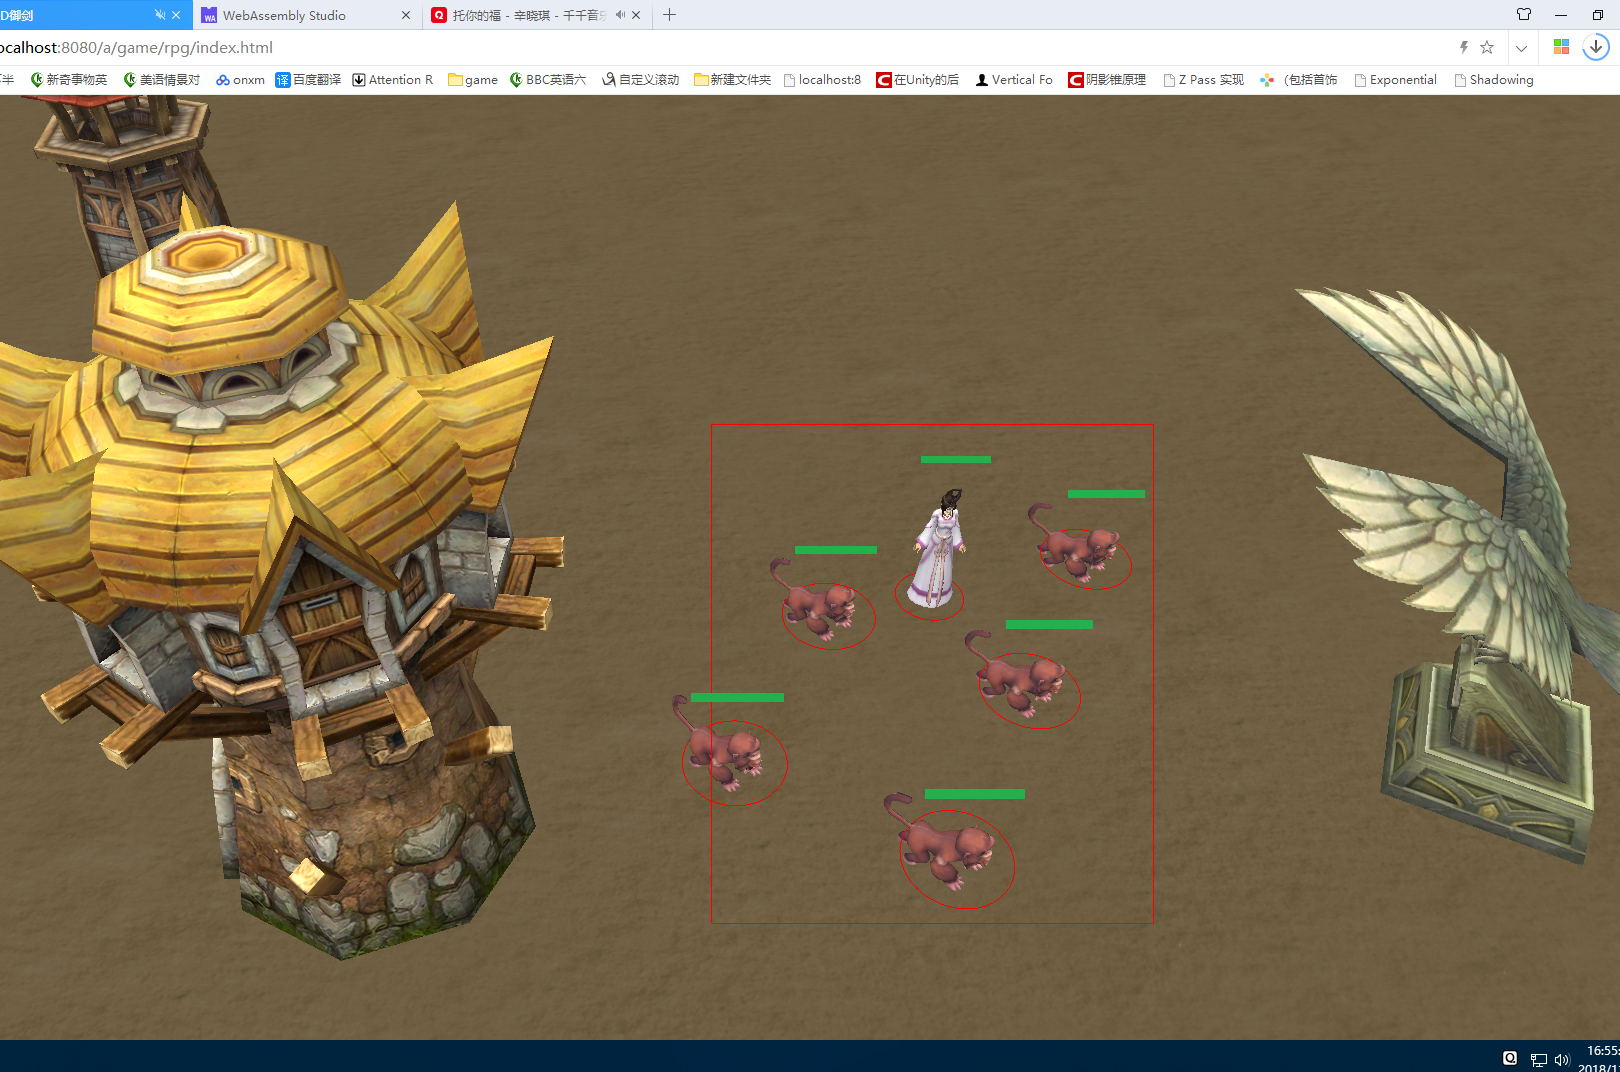 D御剑
WA WebAssembly Studio
托你的福 - 辛晓琪 - 千千音乐
ocalhost:8080/a/game/rpg/index.html
半 新奇事物英 美语情景对 onxm 译 百度翻译 Attention R game BBC英语六 自定义滚动 新建文件夹 localhost:8 C 在Unity的后 Vertical Fo C 阴影锥原理 Z Pass 实现 (包括首饰 Exponential Shadowing
16:55:
2018/1